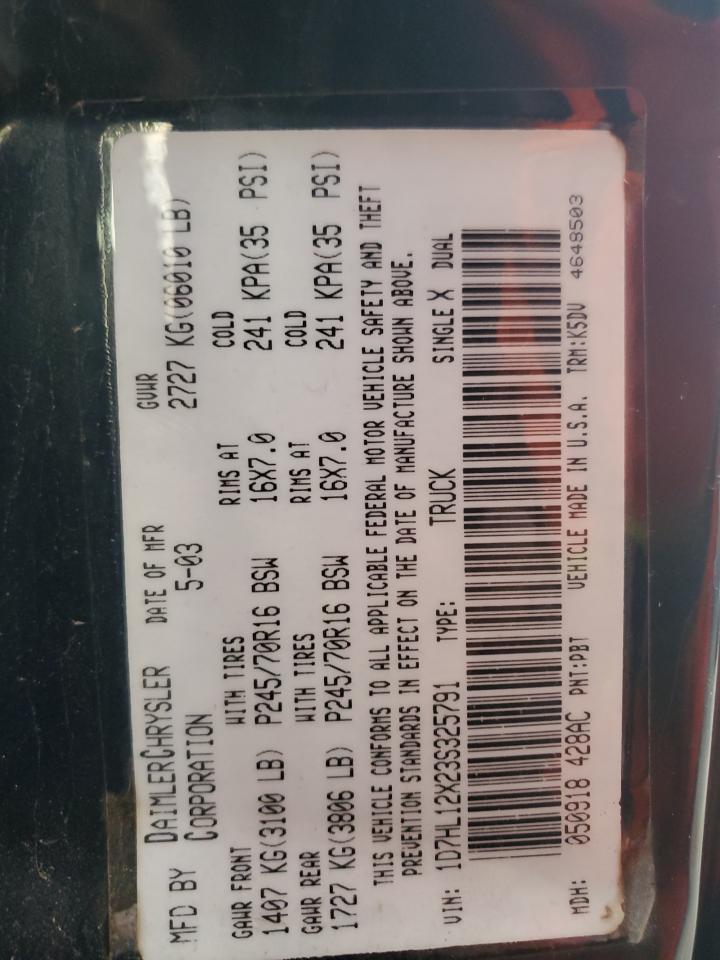 MFD BY DAIMLERCHRYSLER CORPORATION
DATE OF MFR 5-03
GVWR 2727 KG(06010 LB)
GAWR FRONT WITH TIRES RIMS AT COLD
1407 KG(3100 LB) P245/70R16 BSW 16X7.0 241 KPA(35 PSI)
GAWR REAR WITH TIRES RIMS AT COLD
1727 KG(3806 LB) P245/70R16 BSW 16X7.0 241 KPA(35 PSI)
THIS VEHICLE CONFORMS TO ALL APPLICABLE FEDERAL MOTOR VEHICLE SAFETY AND THEFT
PREVENTION STANDARDS IN EFFECT ON THE DATE OF MANUFACTURE SHOWN ABOVE.
VIN: 1D7HL12X23S325791 TYPE: TRUCK SINGLE X DUAL
MDH: 050918 428AC PNT:PBT VEHICLE MADE IN U.S.A. TRM:K5DV 4648503